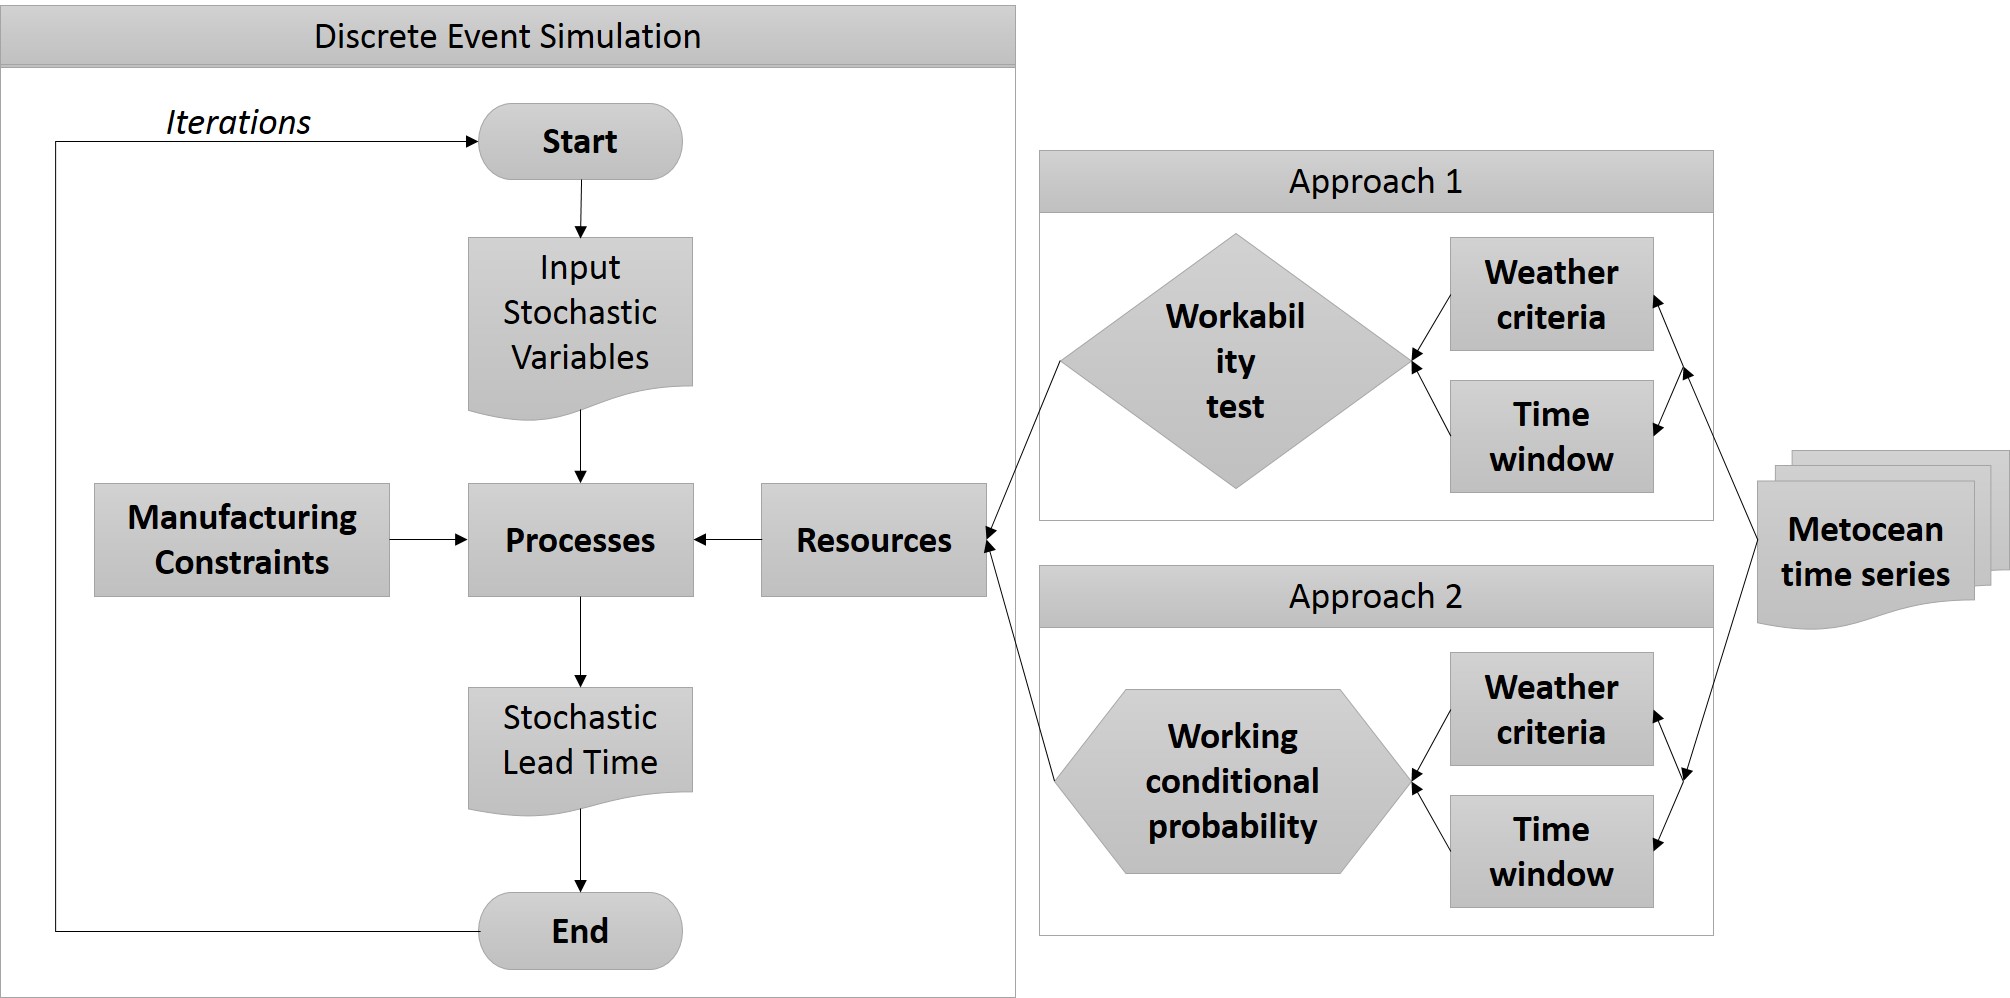 Discrete Event Simulation
Iterations
Start
Input
Stochastic
Variables
Manufacturing
Constraints
Processes
Resources
Stochastic
Lead Time
End
Approach 1
Workabil
ity
test
Weather
criteria
Time
window
Approach 2
Working
conditional
probability
Weather
criteria
Time
window
Metocean
time series